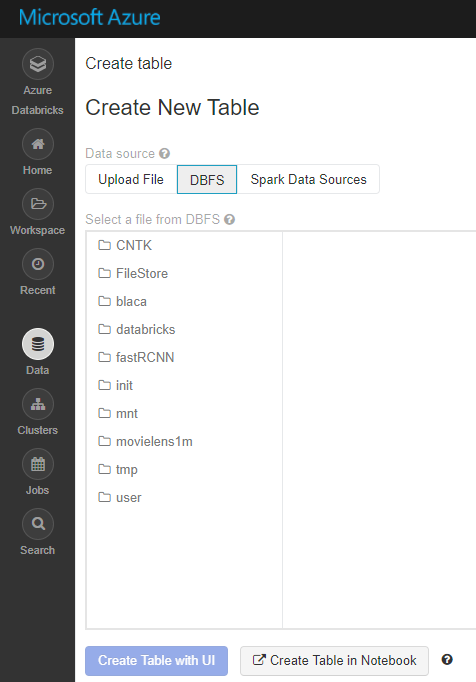 Microsoft Azure
Azure
Databricks
Home
Workspace
Recent
Data
Clusters
Jobs
Search
Create table
Create New Table
Data source ?
Upload File DBFS Spark Data Sources
Select a file from DBFS ?
CNTK
FileStore
blaca
databricks
fastRCNN
init
mnt
movielens1m
tmp
user
Create Table with UI Create Table in Notebook ?